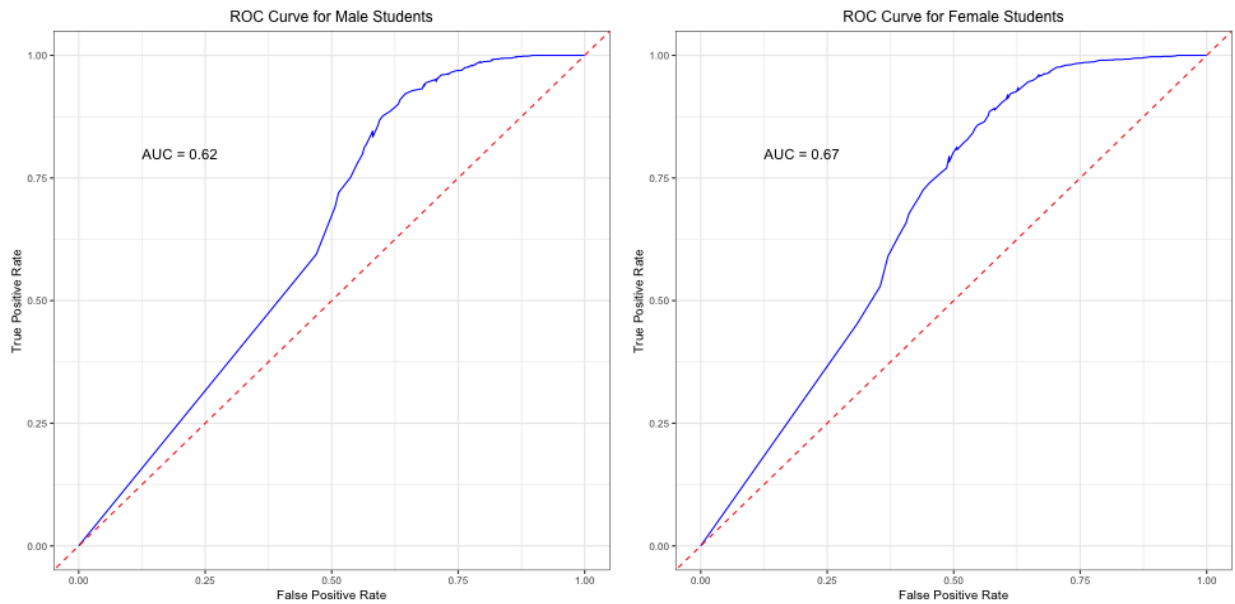 ROC Curve for Male Students
1.00
0.75
0.50
0.25
0.00
True Positive Rate
AUC = 0.62
0.00 0.25 0.50 0.75 1.00
False Positive Rate
ROC Curve for Female Students
1.00
0.75
0.50
0.25
0.00
True Positive Rate
AUC = 0.67
0.00 0.25 0.50 0.75 1.00
False Positive Rate